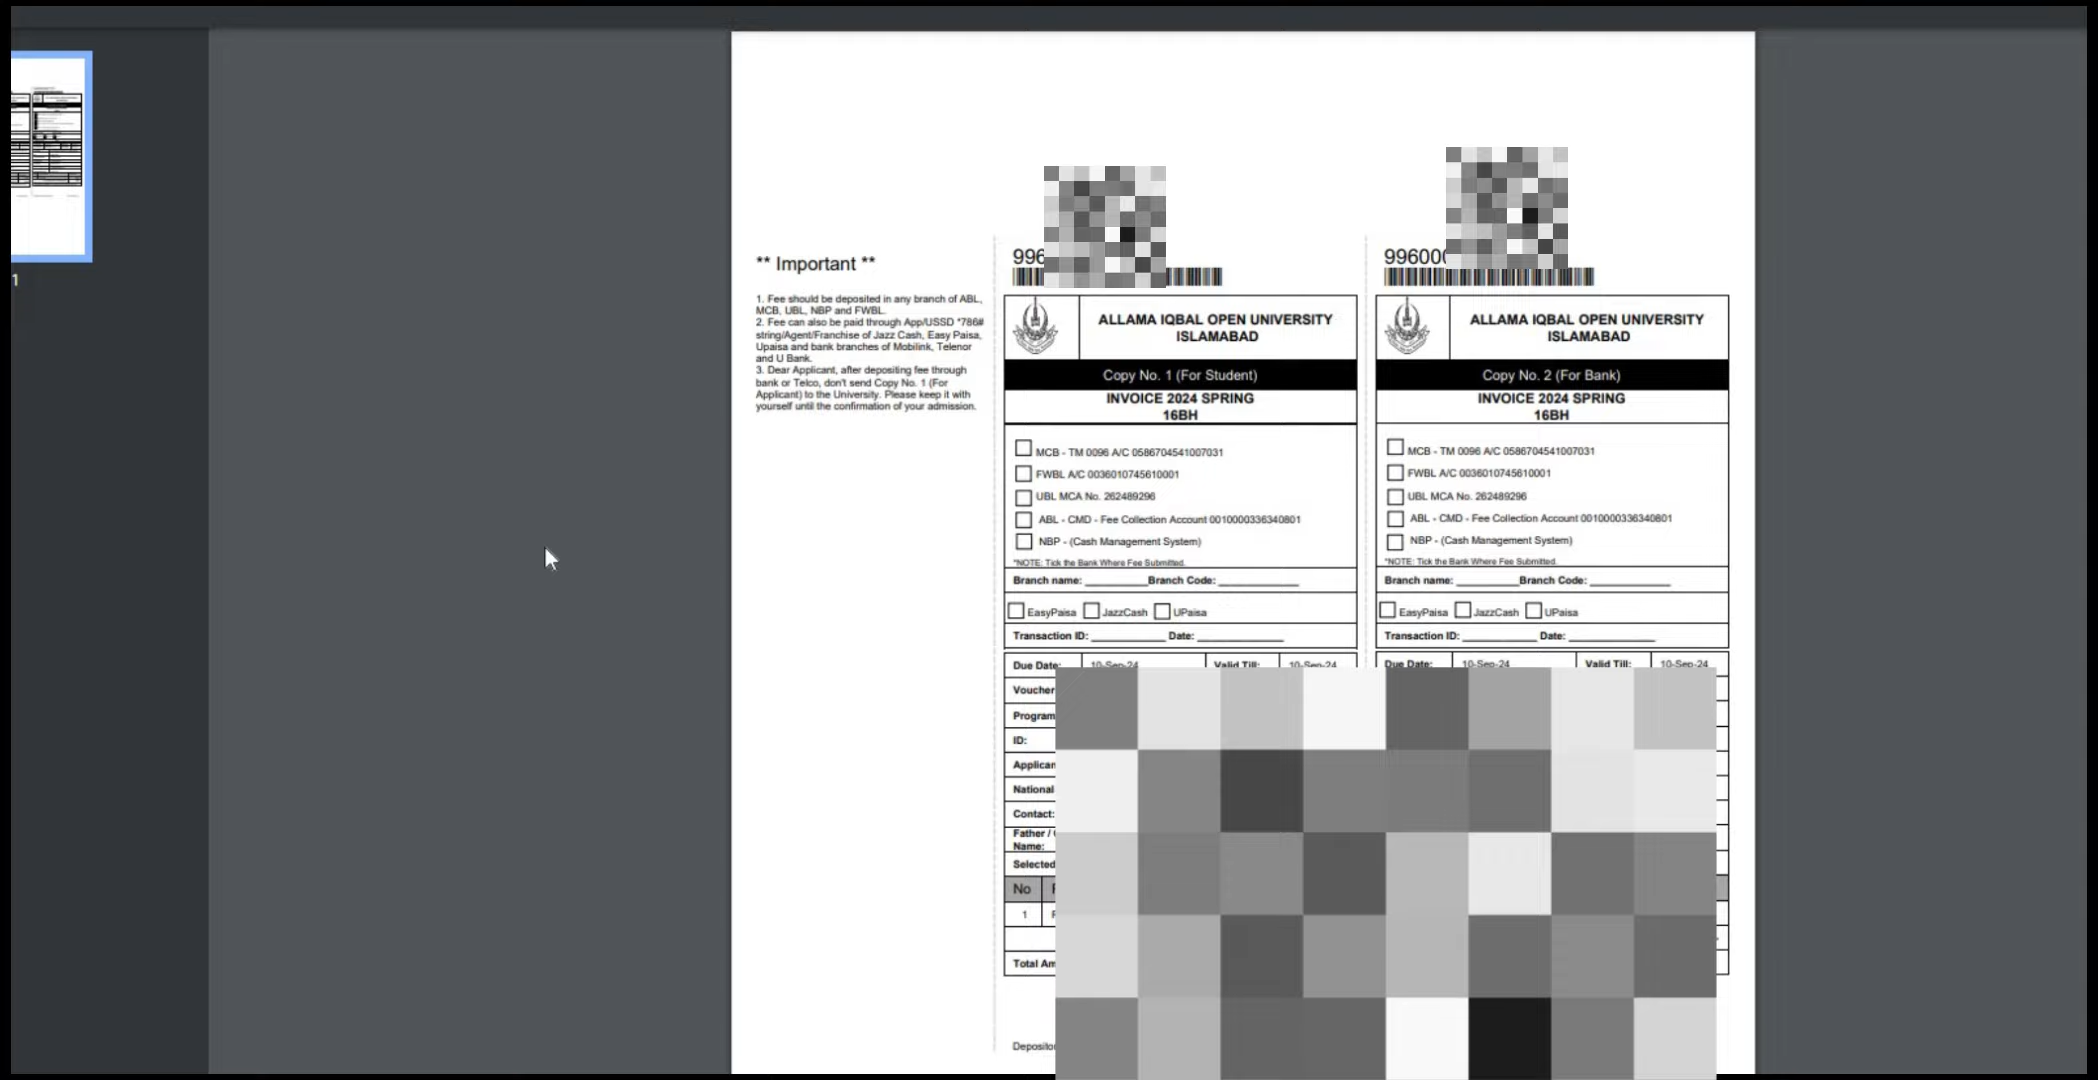 1
** Important **
1. Fee should be deposited in any branch of ABL,
MCB, UBL, NBP and FWBL.
2. Fee can also be paid through App/USSD *786#
string/Agent/Franchise of Jazz Cash, Easy Paisa,
Upaisa and bank branches of Mobilink, Telenor
and U Bank.
3. Dear Applicant, after depositing fee through
bank or Telco, don't send Copy No. 1 (For
Applicant) to the University. Please keep it with
yourself until the confirmation of your admission.
996
ALLAMA IQBAL OPEN UNIVERSITY
ISLAMABAD
Copy No. 1 (For Student)
INVOICE 2024 SPRING
16BH
MCB - TM 0096 A/C 0586704541007031
FWBL A/C 0036010745610001
UBL MCA No. 262489296
ABL - CMD - Fee Collection Account 0010000336340801
NBP - (Cash Management System)
*NOTE: Tick the Bank Where Fee Submitted.
Branch name: Branch Code:
EasyPaisa JazzCash UPaisa
Transaction ID: Date:
Due Date: 10-Sep-24 Valid Till: 10-Sep-24
Voucher
Program
ID:
Applican
National
Contact:
Father /
Name:
Selected
No
1
Total Am
Deposito
99600
ALLAMA IQBAL OPEN UNIVERSITY
ISLAMABAD
Copy No. 2 (For Bank)
INVOICE 2024 SPRING
16BH
MCB - TM 0096 A/C 0586704541007031
FWBL A/C 0036010745610001
UBL MCA No. 262489296
ABL - CMD - Fee Collection Account 0010000336340801
NBP - (Cash Management System)
*NOTE: Tick the Bank Where Fee Submitted.
Branch name: Branch Code:
EasyPaisa JazzCash UPaisa
Transaction ID: Date:
Due Date: 10-Sep-24 Valid Till: 10-Sep-24